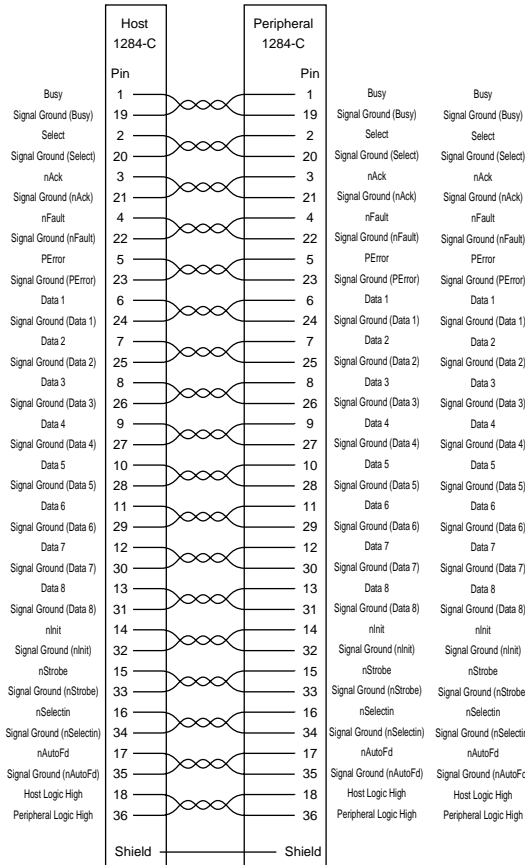 Host Peripheral
1284-C 1284-C
Pin Pin
Busy 1 1 Busy Busy
Signal Ground (Busy) 19 19 Signal Ground (Busy) Signal Ground (Busy)
Select 2 2 Select Select
Signal Ground (Select) 20 20 Signal Ground (Select) Signal Ground (Select)
nAck 3 3 nAck nAck
Signal Ground (nAck) 21 21 Signal Ground (nAck) Signal Ground (nAck)
nFault 4 4 nFault nFault
Signal Ground (nFault) 22 22 Signal Ground (nFault) Signal Ground (nFault)
PError 5 5 PError PError
Signal Ground (PError) 23 23 Signal Ground (PError) Signal Ground (PError)
Data 1 6 6 Data 1 Data 1
Signal Ground (Data 1) 24 24 Signal Ground (Data 1) Signal Ground (Data 1)
Data 2 7 7 Data 2 Data 2
Signal Ground (Data 2) 25 25 Signal Ground (Data 2) Signal Ground (Data 2)
Data 3 8 8 Data 3 Data 3
Signal Ground (Data 3) 26 26 Signal Ground (Data 3) Signal Ground (Data 3)
Data 4 9 9 Data 4 Data 4
Signal Ground (Data 4) 27 27 Signal Ground (Data 4) Signal Ground (Data 4)
Data 5 10 10 Data 5 Data 5
Signal Ground (Data 5) 28 28 Signal Ground (Data 5) Signal Ground (Data 5)
Data 6 11 11 Data 6 Data 6
Signal Ground (Data 6) 29 29 Signal Ground (Data 6) Signal Ground (Data 6)
Data 7 12 12 Data 7 Data 7
Signal Ground (Data 7) 30 30 Signal Ground (Data 7) Signal Ground (Data 7)
Data 8 13 13 Data 8 Data 8
Signal Ground (Data 8) 31 31 Signal Ground (Data 8) Signal Ground (Data 8)
nInit 14 14 nInit nInit
Signal Ground (nInit) 32 32 Signal Ground (nInit) Signal Ground (nInit)
nStrobe 15 15 nStrobe nStrobe
Signal Ground (nStrobe) 33 33 Signal Ground (nStrobe) Signal Ground (nStrobe
nSelectin 16 16 nSelectin nSelectin
Signal Ground (nSelectin) 34 34 Signal Ground (nSelectin) Signal Ground (nSelectin
nAutoFd 17 17 nAutoFd nAutoFd
Signal Ground (nAutoFd) 35 35 Signal Ground (nAutoFd) Signal Ground (nAutoFd
Host Logic High 18 18 Host Logic High Host Logic High
Peripheral Logic High 36 36 Peripheral Logic High Peripheral Logic High
Shield Shield